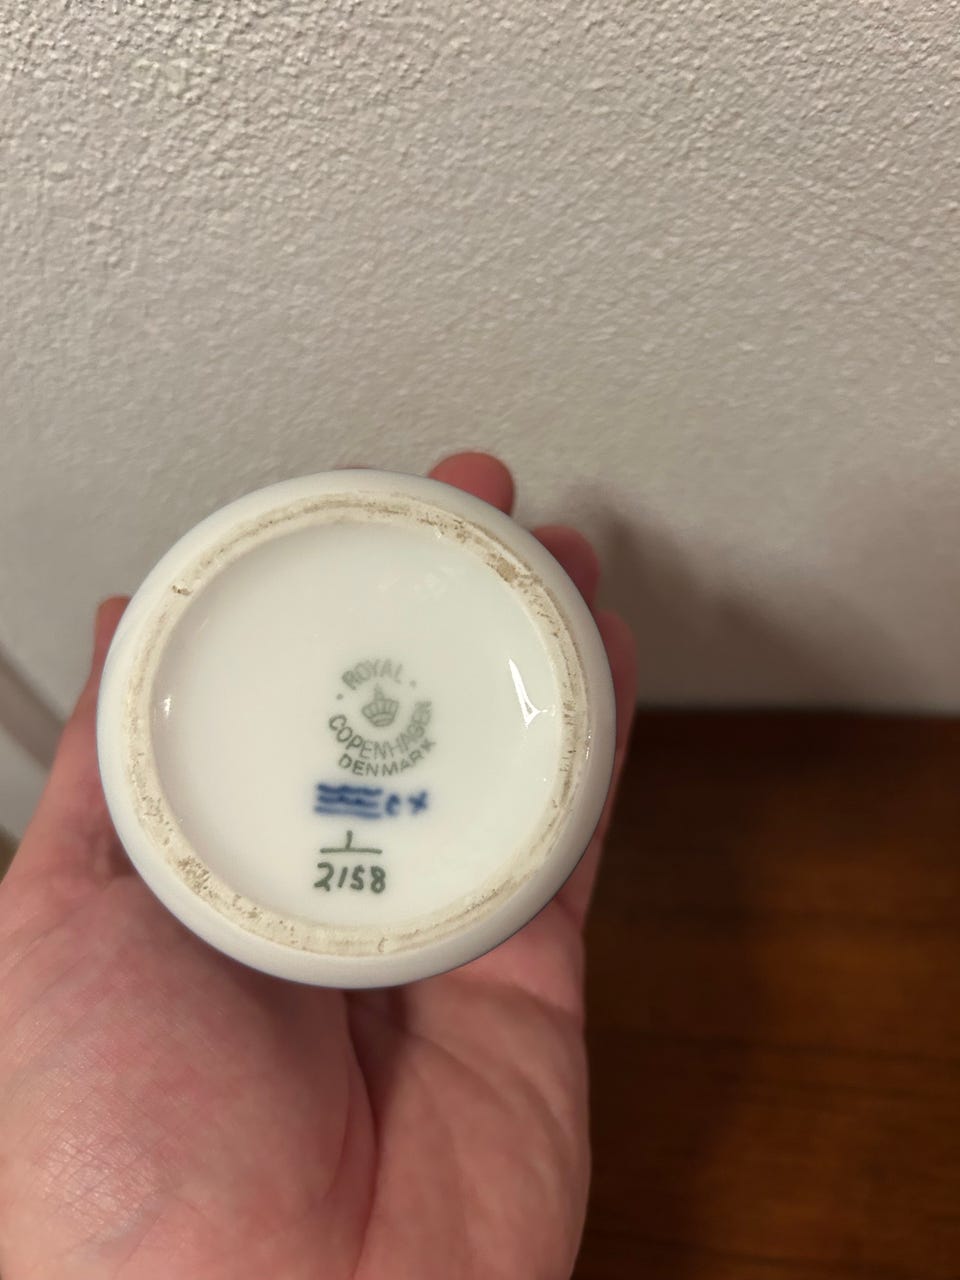 · ROYAL ·
COPENHAGEN
DENMARK
1
2158